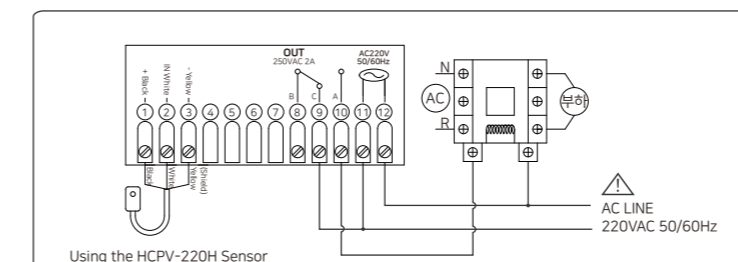 OUT
250VAC 2A
AC220V
50/60Hz
+ Black
IN White
- Yellow
B
C
A
1 2 3 4 5 6 7 8 9 10 11 12
Black
White
Yellow
(Shield)
N
AC
R
부하
AC LINE
220VAC 50/60Hz
Using the HCPV-220H Sensor